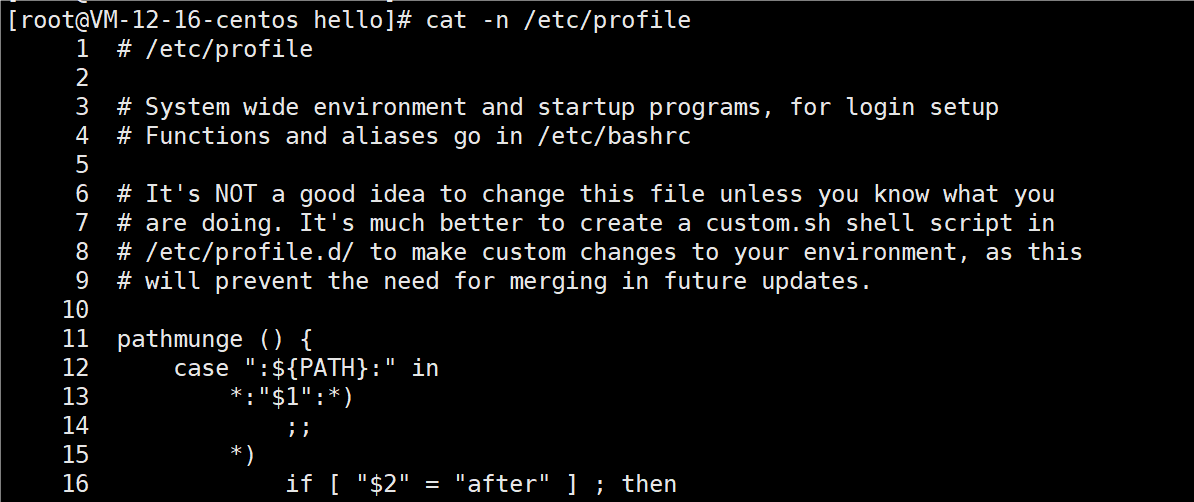 [root@VM-12-16-centos hello]# cat -n /etc/profile
     1  # /etc/profile
     2
     3  # System wide environment and startup programs, for login setup
     4  # Functions and aliases go in /etc/bashrc
     5
     6  # It's NOT a good idea to change this file unless you know what you
     7  # are doing. It's much better to create a custom.sh shell script in
     8  # /etc/profile.d/ to make custom changes to your environment, as this
     9  # will prevent the need for merging in future updates.
    10
    11  pathmunge () {
    12      case ":${PATH}:" in
    13          *:"$1":*)
    14              ;;
    15          *)
    16              if [ "$2" = "after" ] ; then